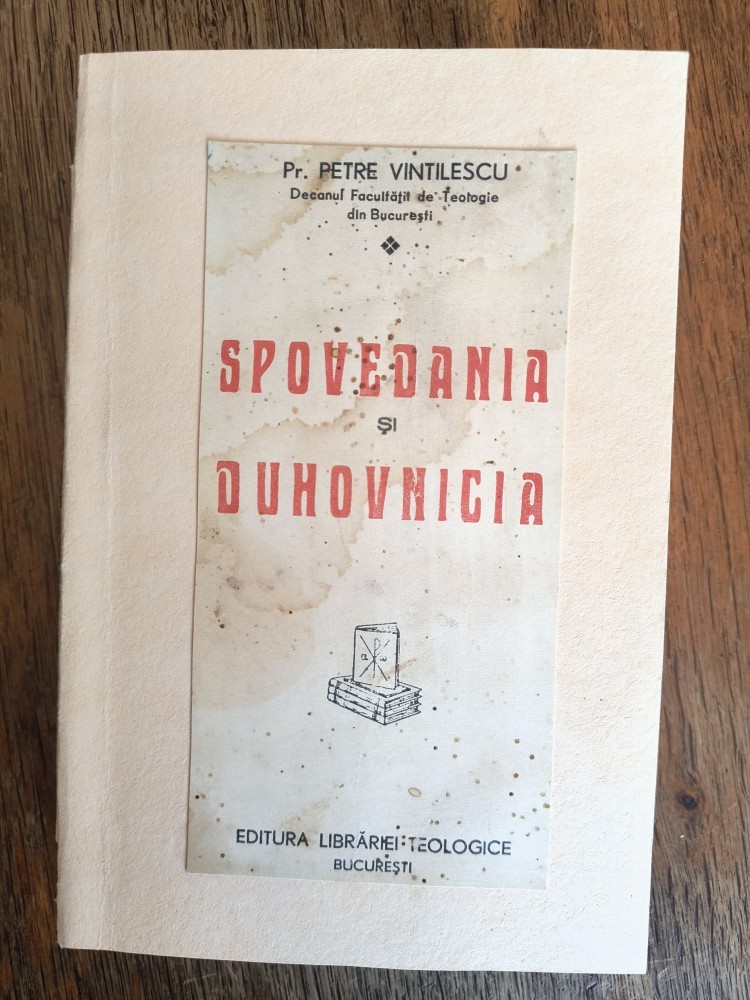 Pr. PETRE VINTILESCU
Decanul Facultății de Teologie
din București
SPOVEDANIA
ȘI
DUHOVNICIA
α ω
EDITURA LIBRĂRIEI TEOLOGICE
BUCUREȘTI